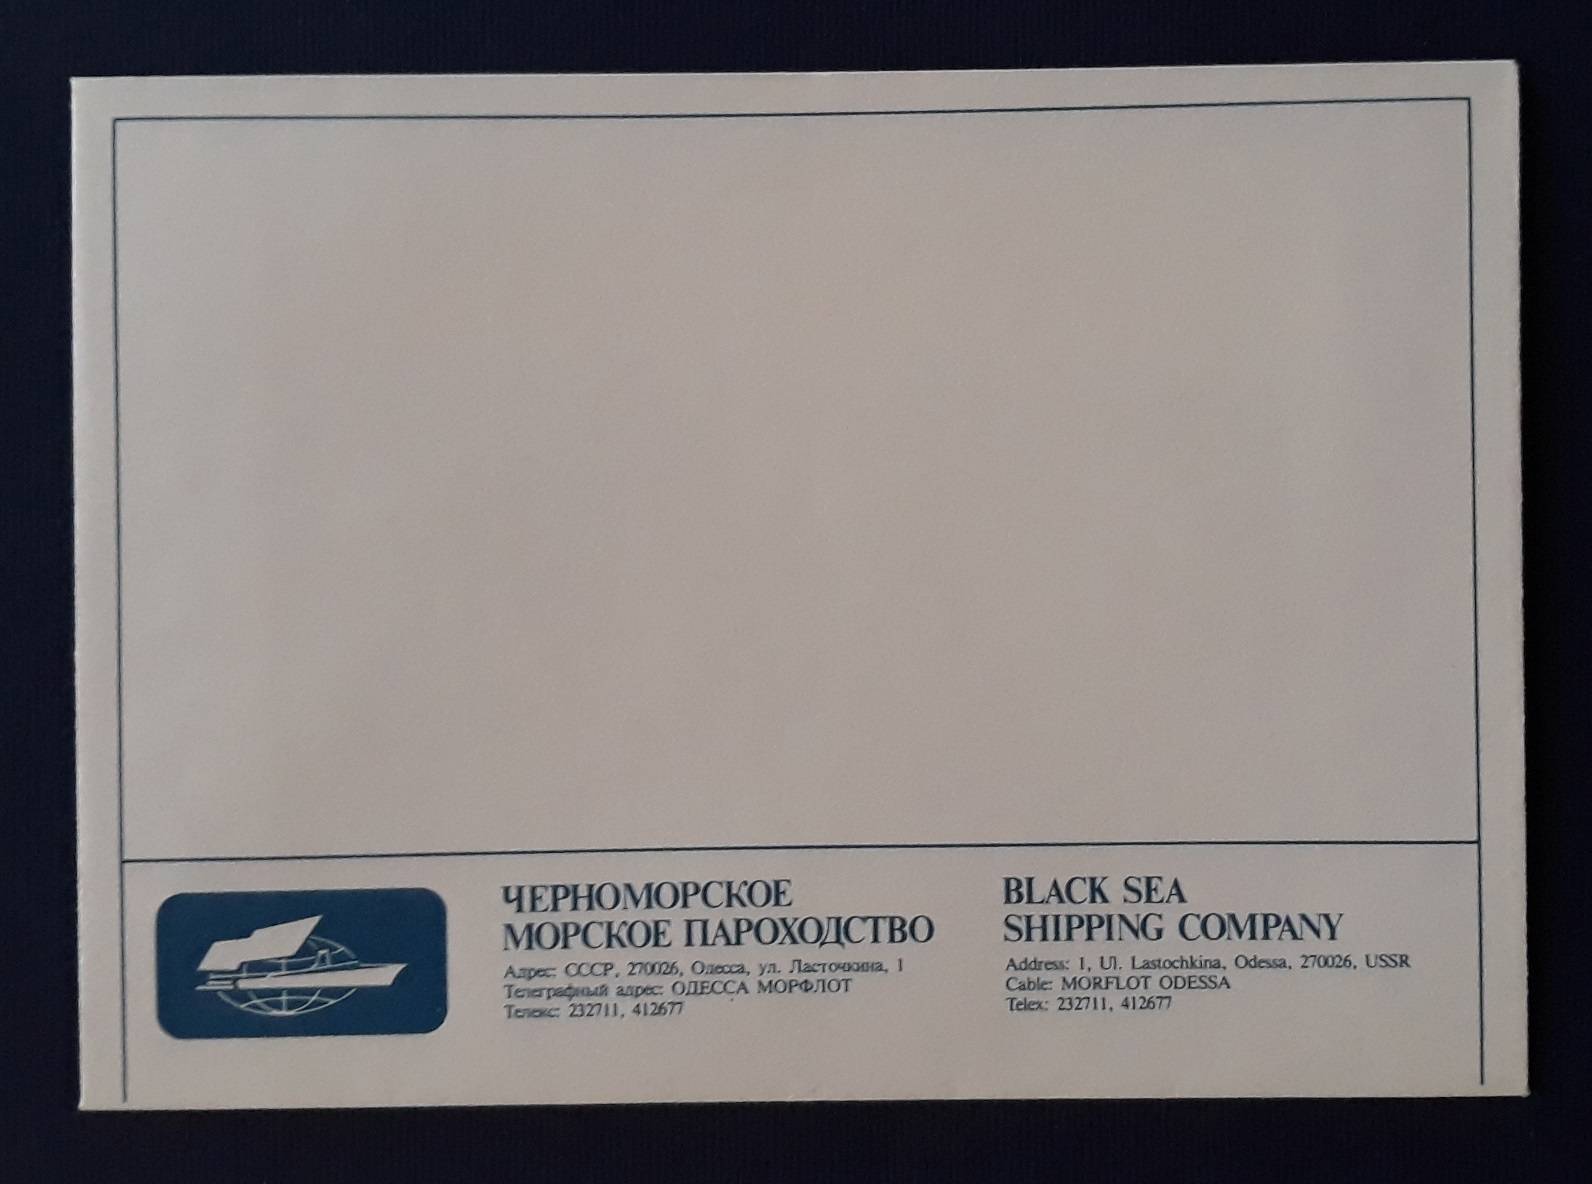 ЧЕРНОМОРСКОЕ
МОРСКОЕ ПАРОХОДСТВО
Адрес: СССР, 270026, Одесса, ул. Ласточкина, 1
Телеграфный адрес: ОДЕССА МОРФЛОТ
Телекс: 232711, 412677
BLACK SEA
SHIPPING COMPANY
Address: 1, Ul. Lastochkina, Odessa, 270026, USSR
Cable: MORFLOT ODESSA
Telex: 232711, 412677